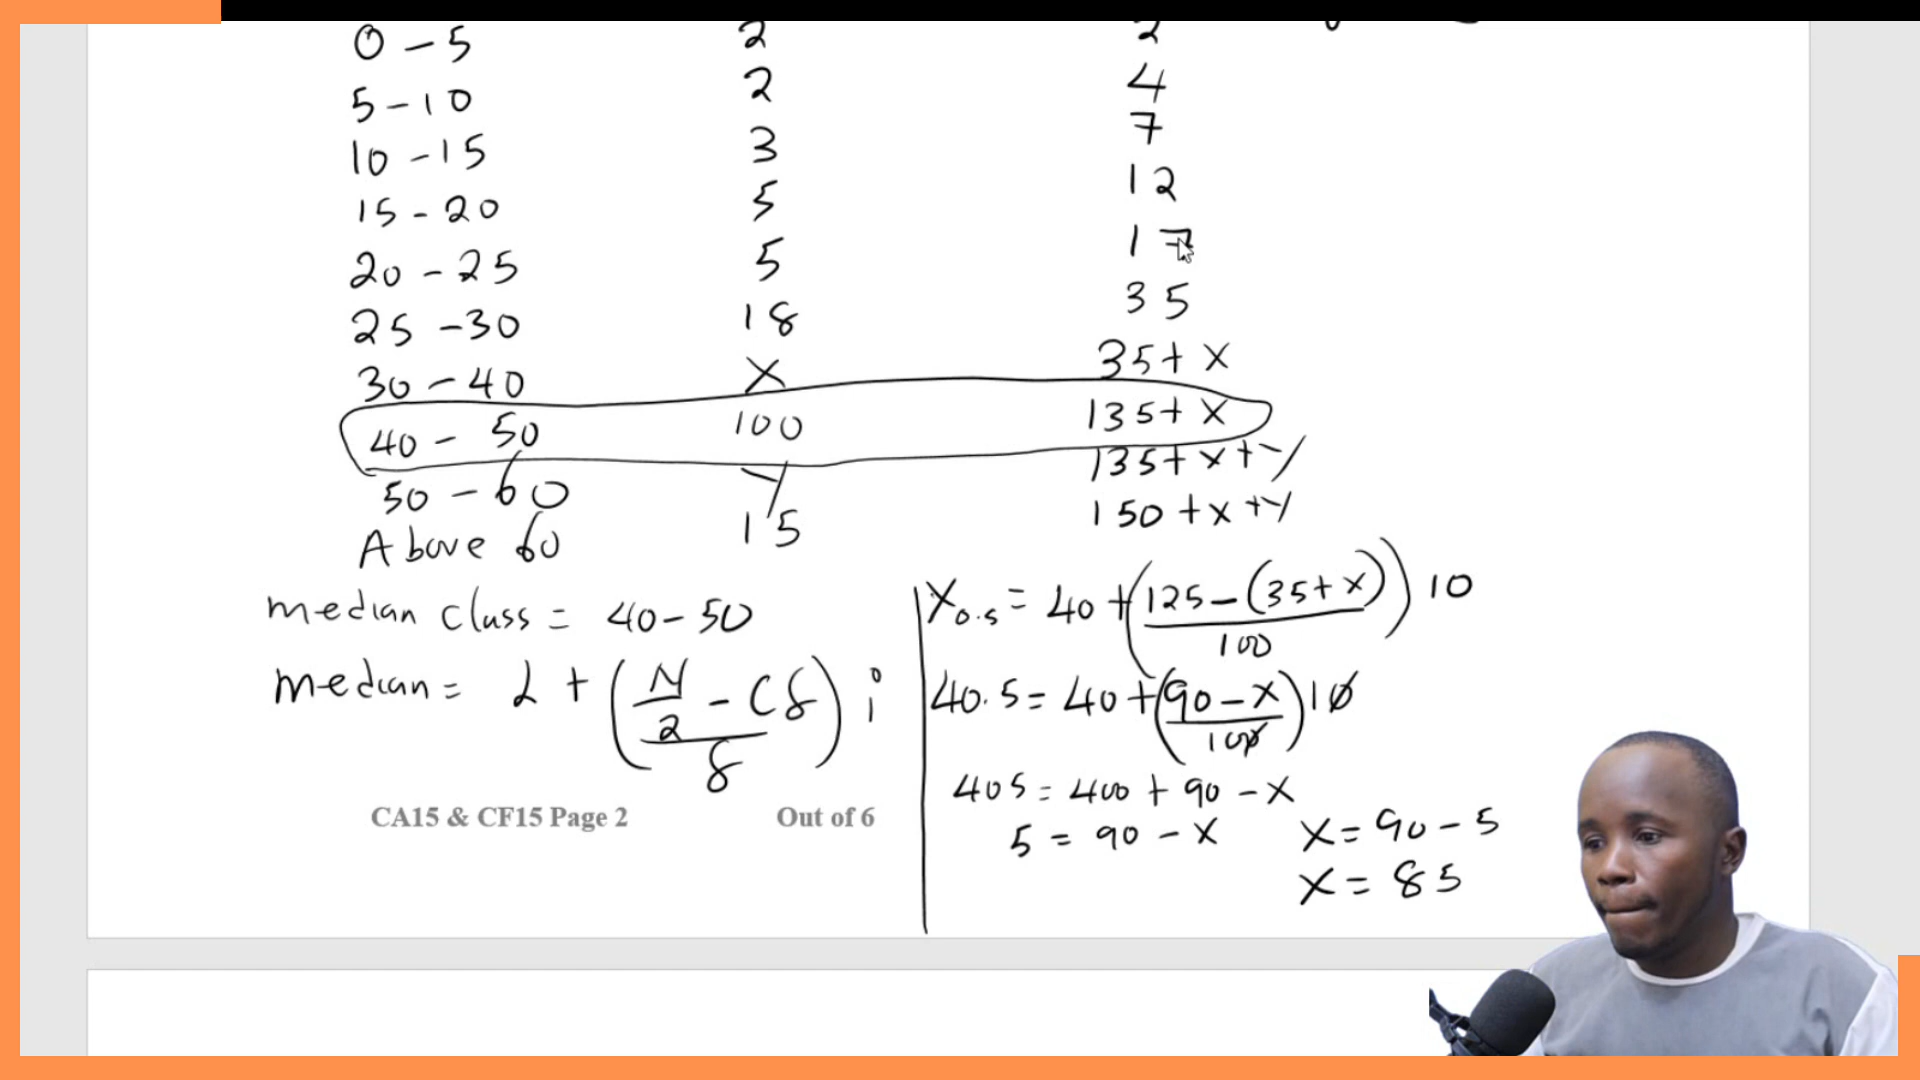 0 - 5 2 2
5 - 10 2 4
10 - 15 3 7
15 - 20 5 12
20 - 25 5 17
25 - 30 18 35
30 - 40 x 35 + x
40 - 50 100 135 + x
50 - 60 y 135 + x + y
Above 60 15 150 + x + y
median class = 40 - 50
median = L + (N/2 - Cf / f) i
X0.5 = 40 + (125 - (35 + x) / 100) 10
40.5 = 40 + (90 - x / 100) 10
405 = 400 + 90 - x
5 = 90 - x
x = 90 - 5
x = 85
CA15 & CF15 Page 2 Out of 6